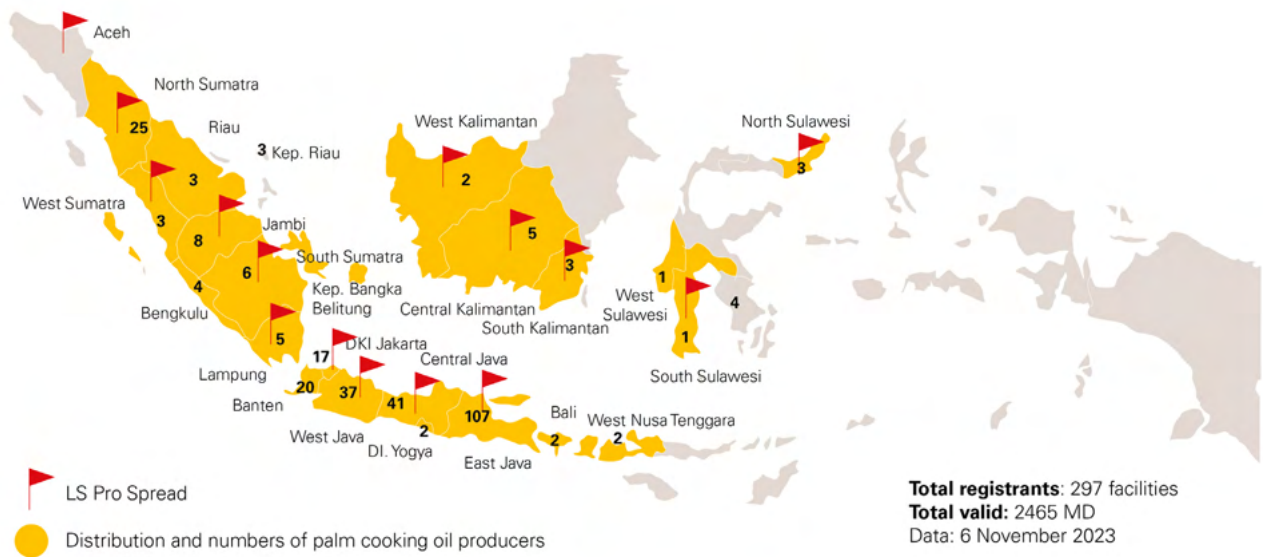 Aceh
North Sumatra
25
Riau
3
Kep. Riau
3
West Sumatra
3
8
Jambi
6
South Sumatra
Kep. Bangka
Belitung
4
Bengkulu
5
Lampung
17
DKI Jakarta
20
Banten
37
West Java
41
Central Java
2
DI. Yogya
107
East Java
Bali
2
West Nusa Tenggara
2
West Kalimantan
2
5
3
Central Kalimantan
South Kalimantan
North Sulawesi
3
1
West
Sulawesi
4
1
South Sulawesi
LS Pro Spread
Distribution and numbers of palm cooking oil producers
Total registrants: 297 facilities
Total valid: 2465 MD
Data: 6 November 2023